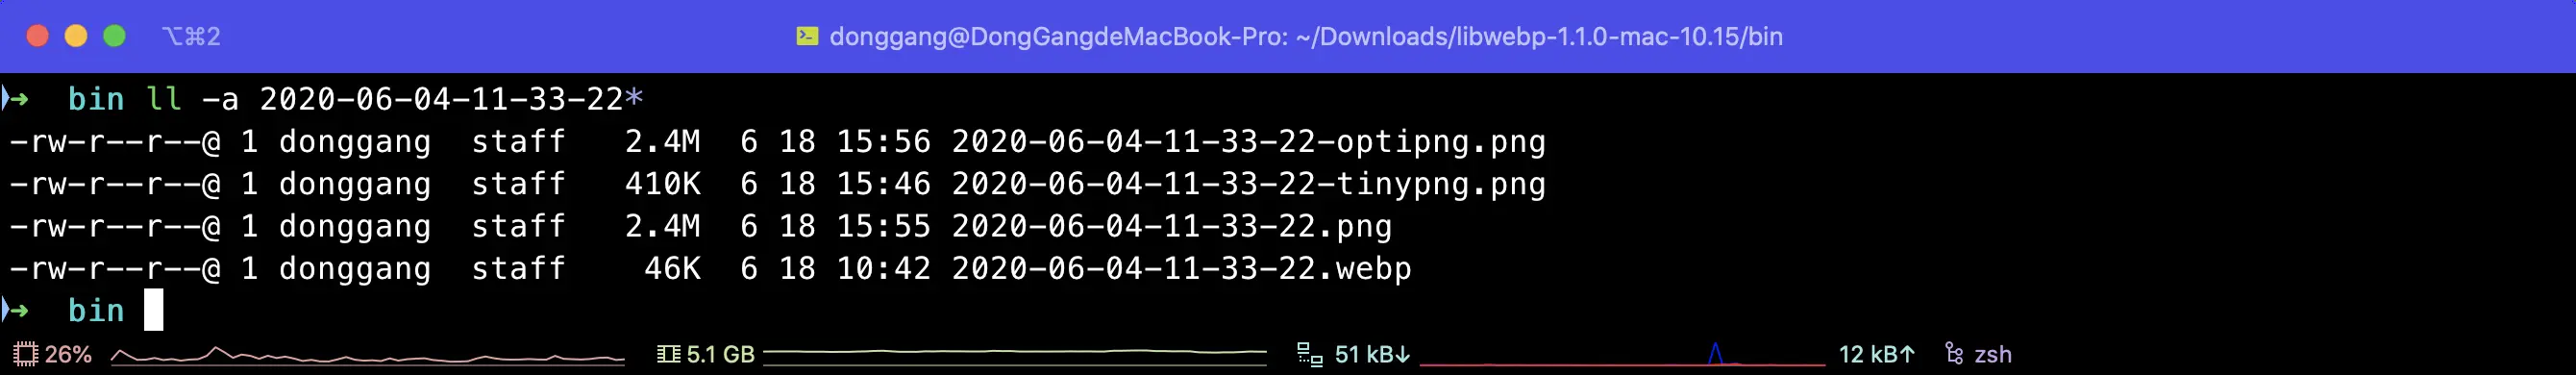 ⌥⌘2
donggang@DongGangdeMacBook-Pro: ~/Downloads/libwebp-1.1.0-mac-10.15/bin
➜ bin ll -a 2020-06-04-11-33-22*
-rw-r--r--@ 1 donggang staff 2.4M 6 18 15:56 2020-06-04-11-33-22-optipng.png
-rw-r--r--@ 1 donggang staff 410K 6 18 15:46 2020-06-04-11-33-22-tinypng.png
-rw-r--r--@ 1 donggang staff 2.4M 6 18 15:55 2020-06-04-11-33-22.png
-rw-r--r--@ 1 donggang staff 46K 6 18 10:42 2020-06-04-11-33-22.webp
➜ bin
26% 5.1 GB 51 kB↓ 12 kB↑ zsh